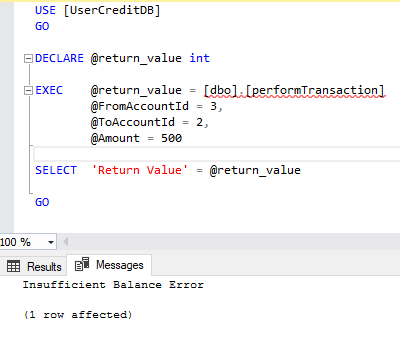 USE [UserCreditDB]
GO
DECLARE @return_value int
EXEC @return_value = [dbo].[performTransaction]
@FromAccountId = 3,
@ToAccountId = 2,
@Amount = 500
SELECT 'Return Value' = @return_value
GO
100 %
Results Messages
Insufficient Balance Error
(1 row affected)